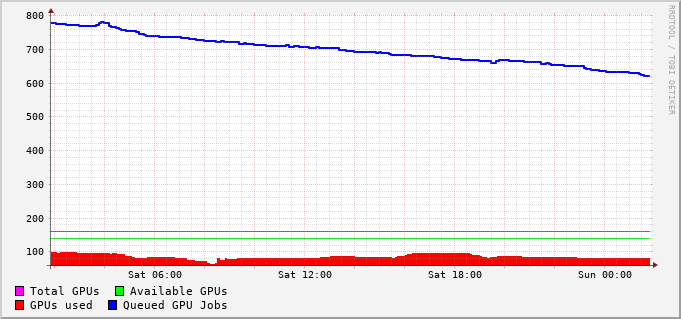 800
700
600
500
400
300
200
100
Sat 06:00 Sat 12:00 Sat 18:00 Sun 00:00
Total GPUs Available GPUs
GPUs used Queued GPU Jobs
RRDTOOL / TOBI OETIKER